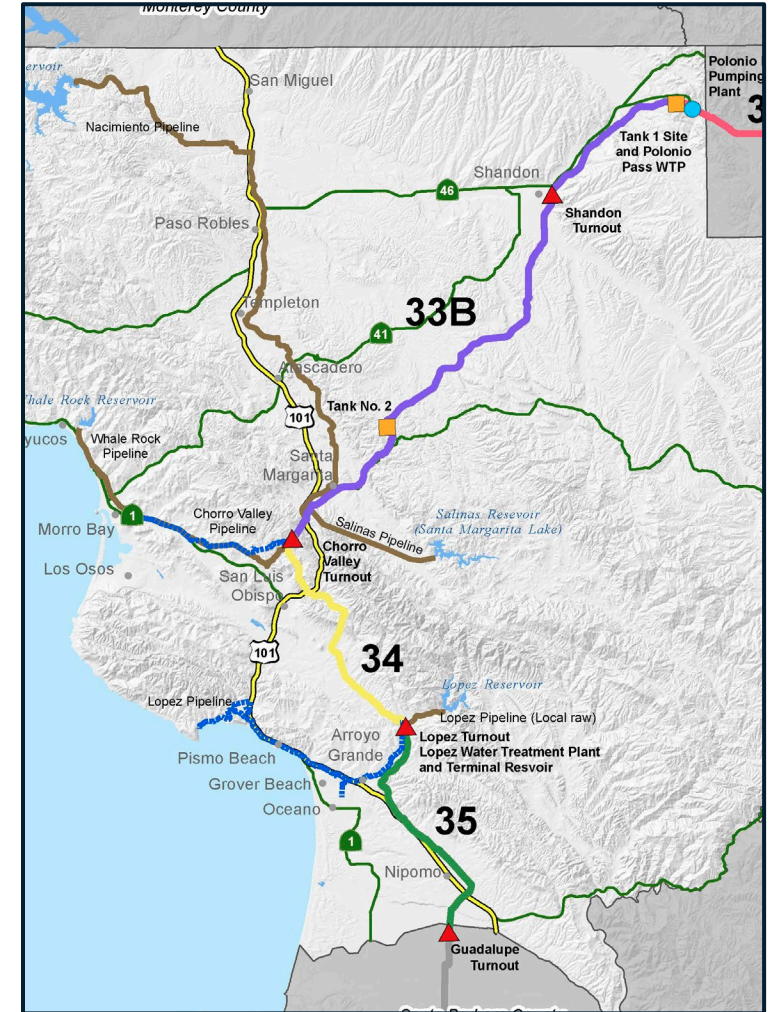 Monterey County
ervoir
San Miguel
Polonio
Pumping
Plant
3
Nacimiento Pipeline
Tank 1 Site
and Polonio
Pass WTP
Shandon
46
Shandon
Turnout
Paso Robles
Templeton
33B
41
Atascadero
Whale Rock Reservoir
Tank No. 2
101
yucos
Whale Rock
Pipeline
Santa
Margarita
1
Chorro Valley
Pipeline
Salinas Resevoir
(Santa Margarita Lake)
Salinas Pipeline
Morro Bay
Chorro
Valley
Turnout
Los Osos
San Luis
Obispo
101
34
Lopez Reservoir
Lopez Pipeline
Lopez Pipeline (Local raw)
Arroyo
Grande
Lopez Turnout
Lopez Water Treatment Plant
and Terminal Resvoir
Pismo Beach
Grover Beach
Oceano
35
1
Nipomo
Guadalupe
Turnout